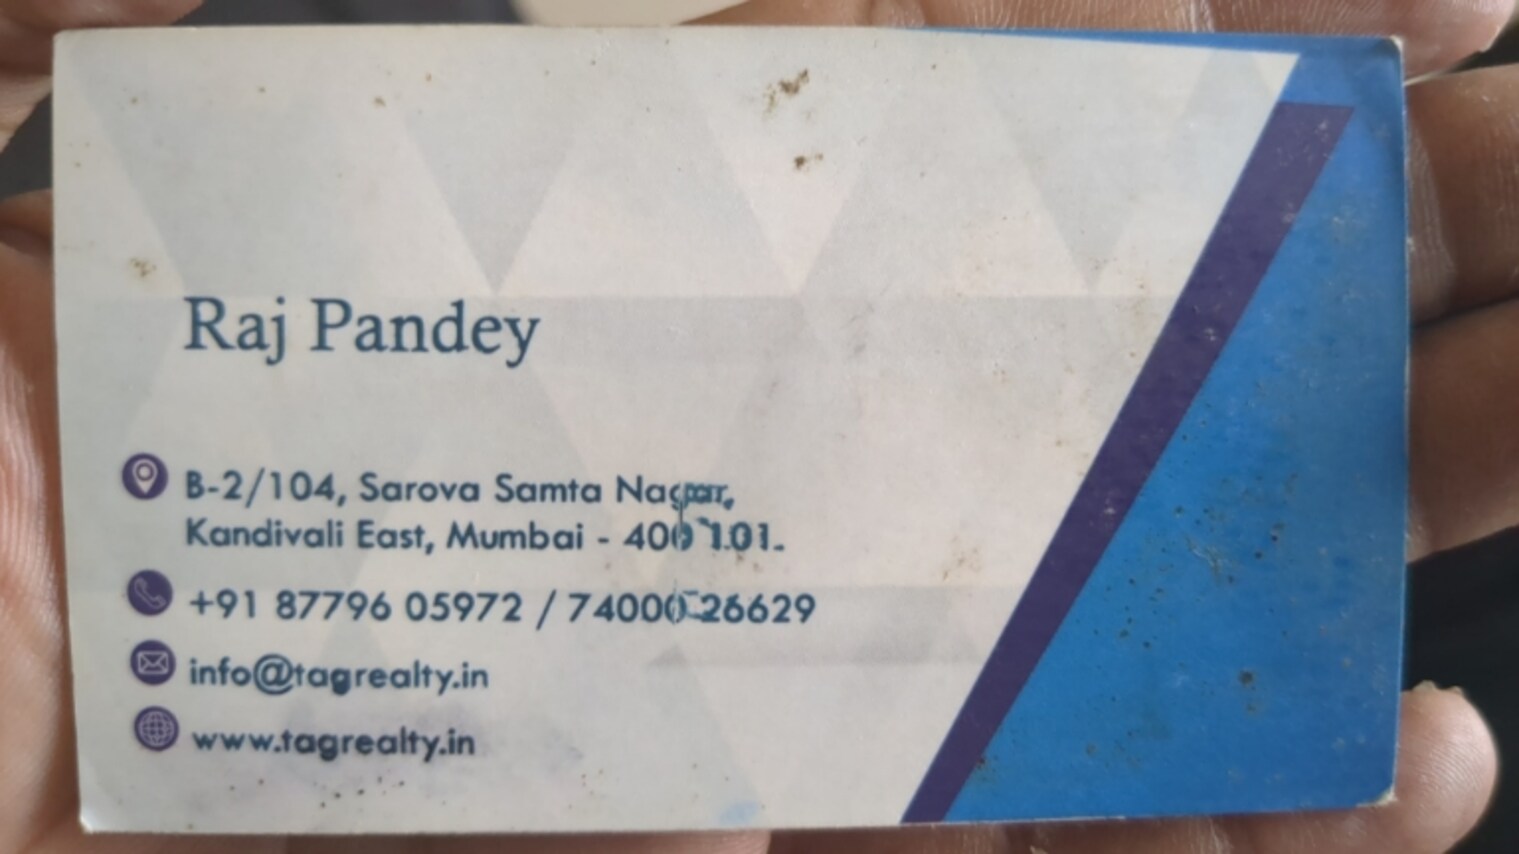 Raj Pandey
B-2/104, Sarova Samta Nagar,
Kandivali East, Mumbai - 400 101.
+91 87796 05972 / 74000 26629
info@tagrealty.in
www.tagrealty.in